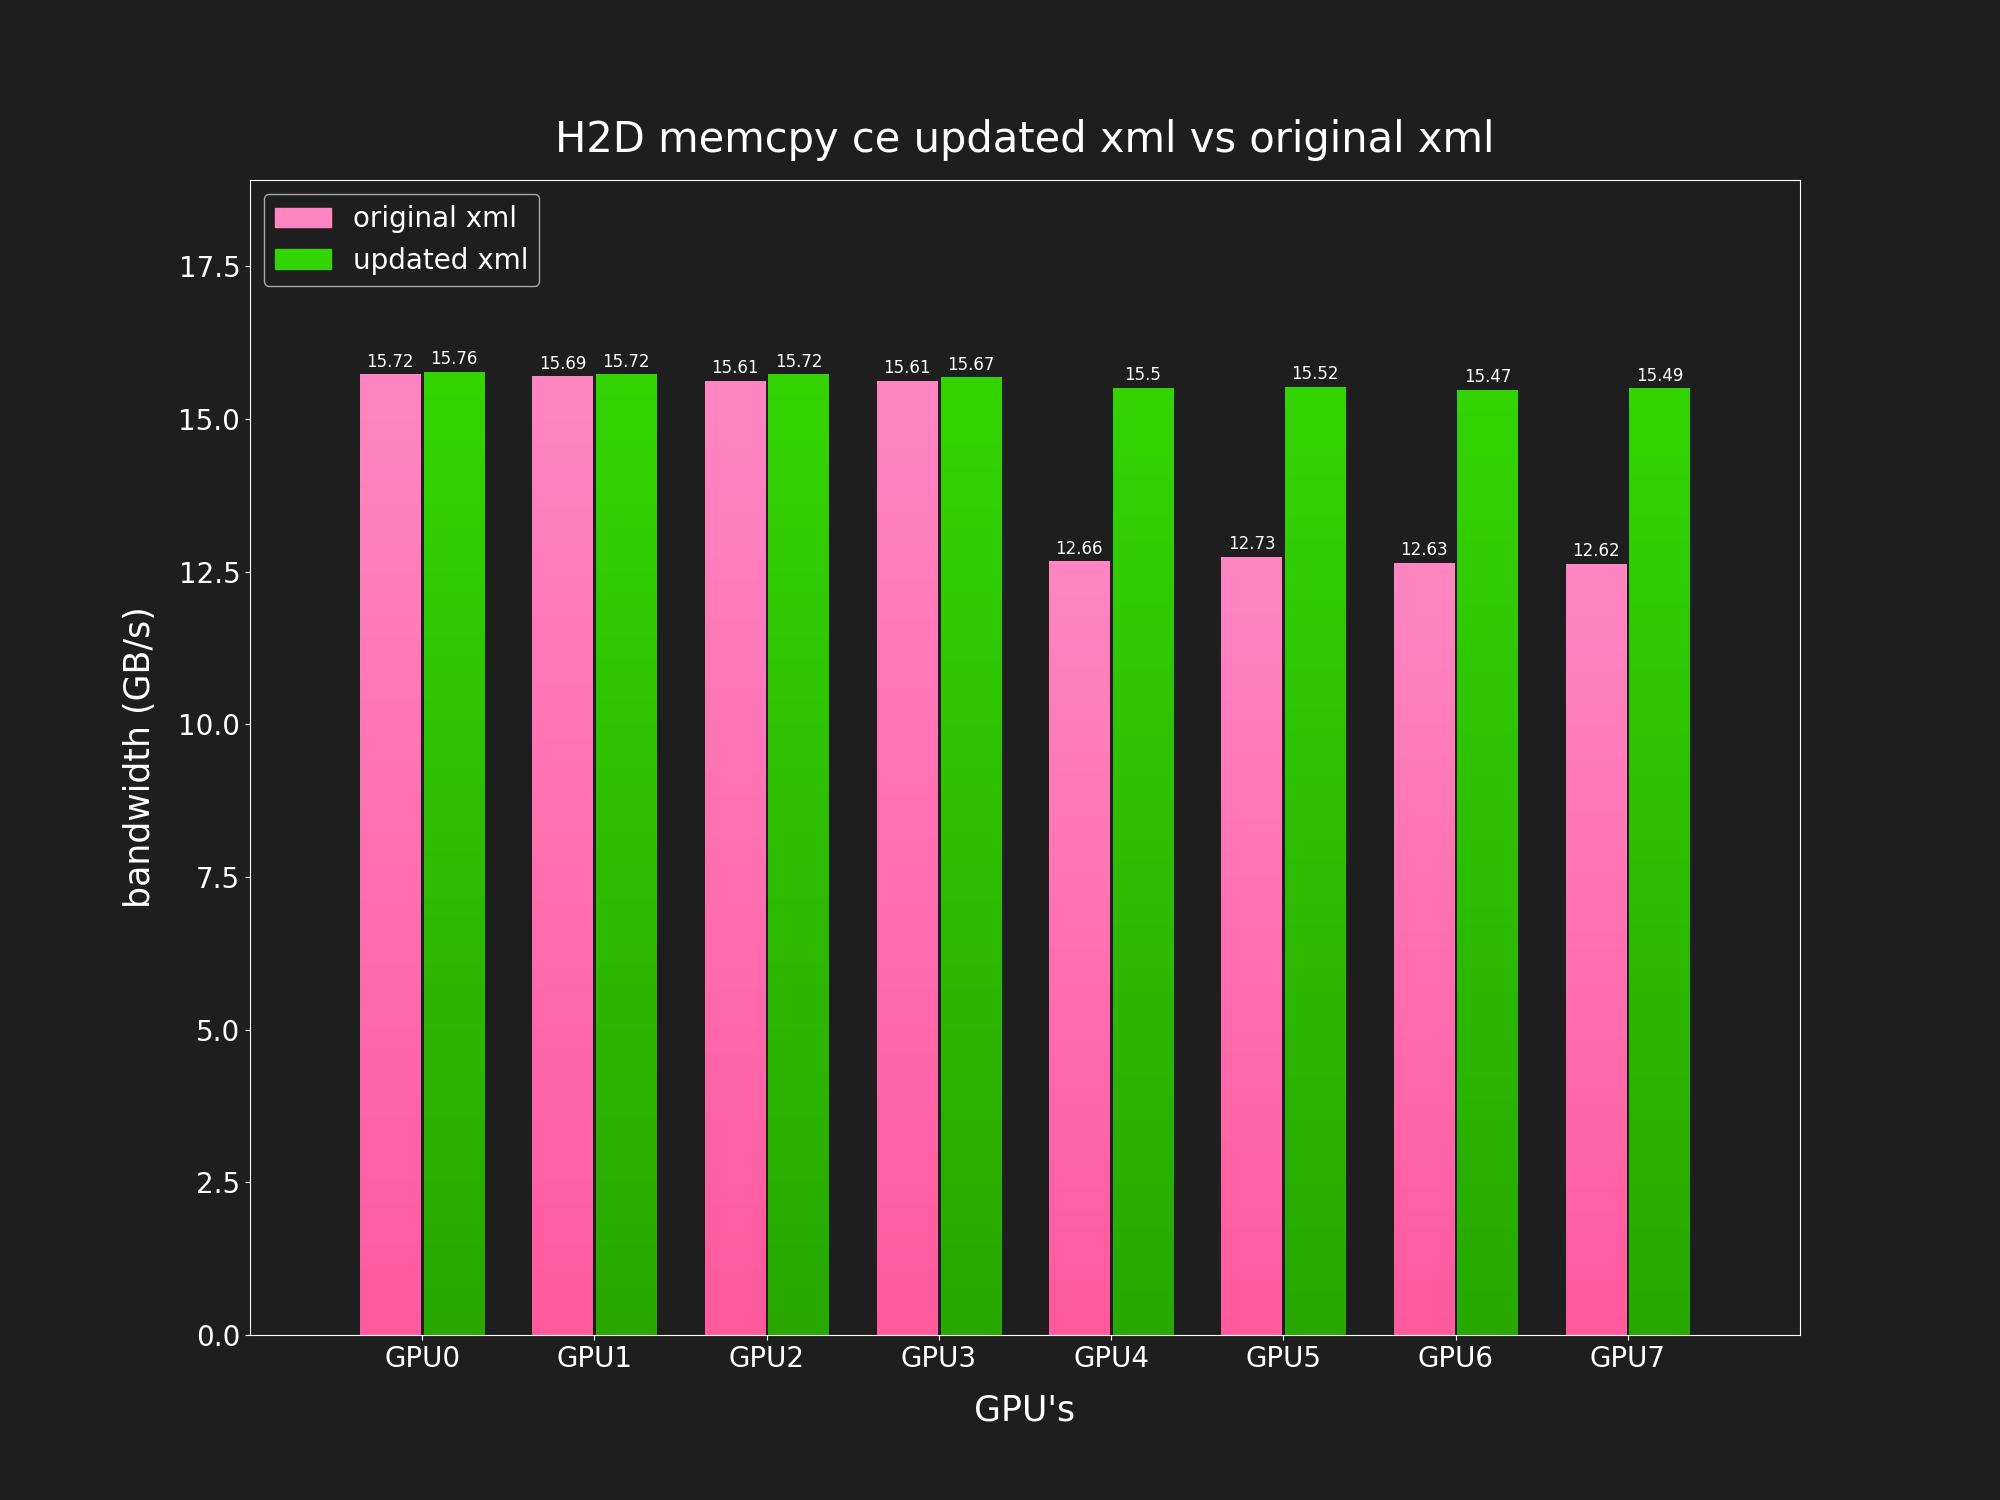 H2D memcpy ce updated xml vs original xml
original xml
updated xml
17.5
15.0
12.5
10.0
7.5
5.0
2.5
0.0
bandwidth (GB/s)
15.72 15.76 15.69 15.72 15.61 15.72 15.61 15.67 12.66 15.5 12.73 15.52 12.63 15.47 12.62 15.49
GPU0 GPU1 GPU2 GPU3 GPU4 GPU5 GPU6 GPU7
GPU's